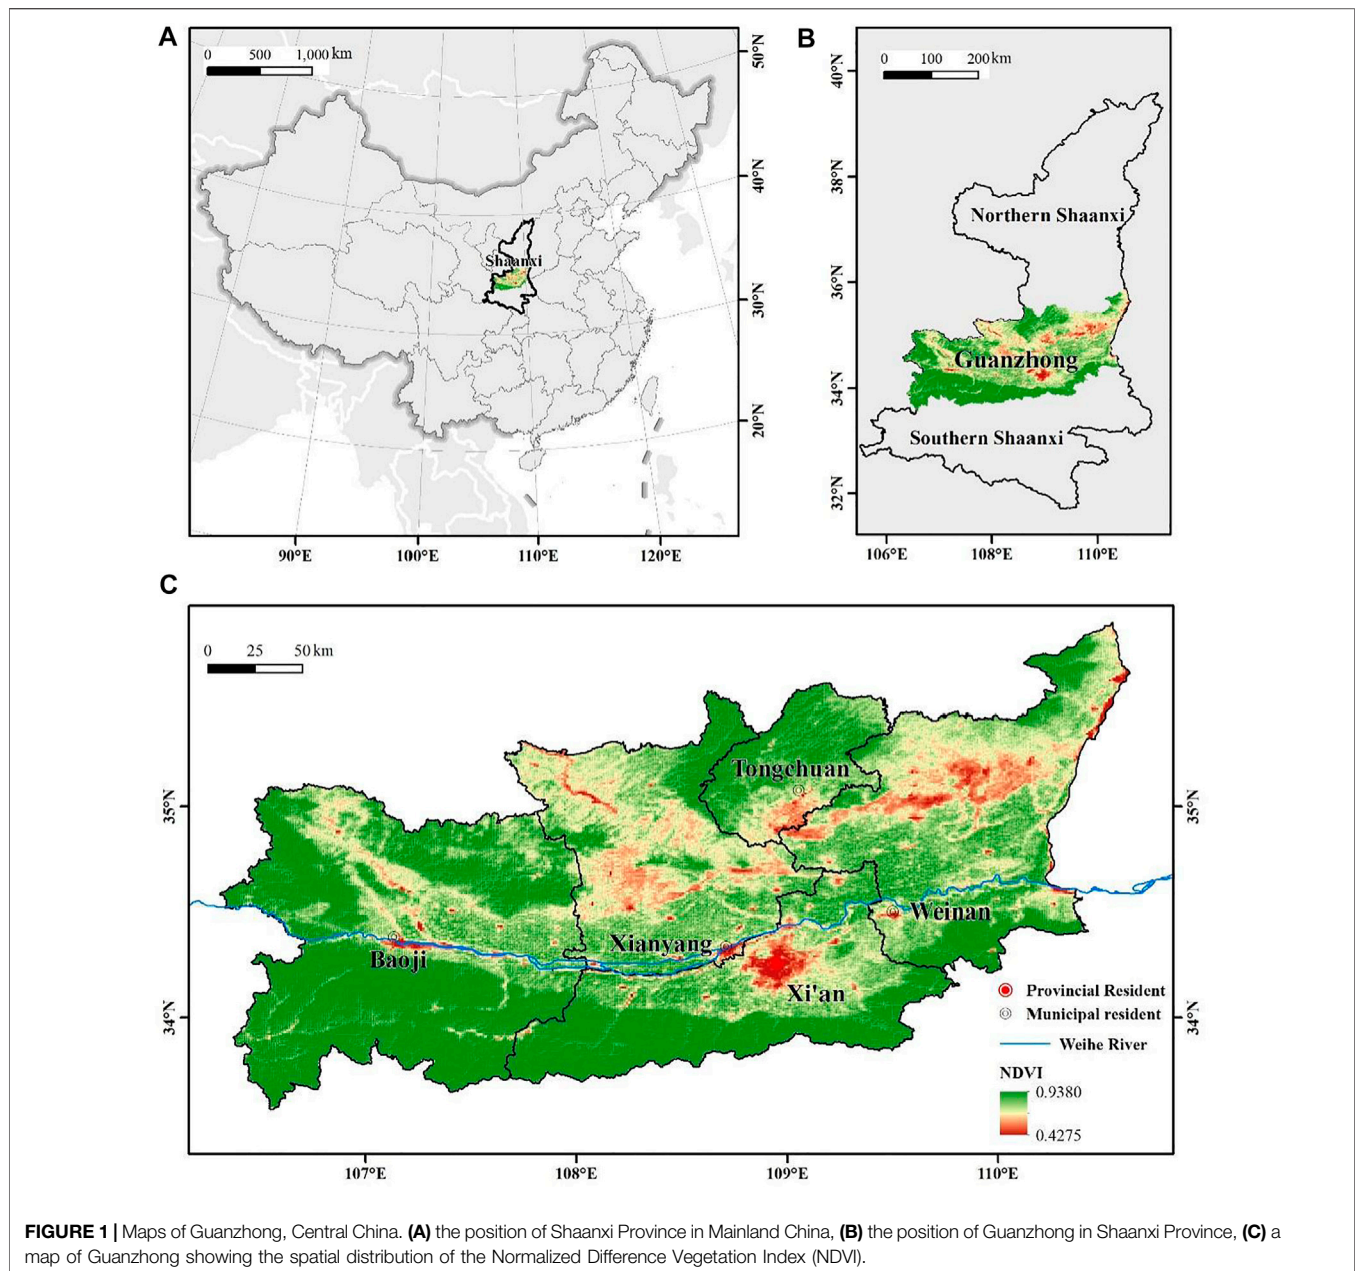 A
0 500 1,000 km
50°N
40°N
30°N
20°N
Shaanxi
90°E 100°E 110°E 120°E
B
0 100 200 km
40°N
38°N
36°N
34°N
32°N
Northern Shaanxi
Guanzhong
Southern Shaanxi
106°E 108°E 110°E
C
0 25 50 km
35°N
34°N
35°N
34°N
Tongchuan
Weinan
Xianyang
Baoji
Xi'an
Provincial Resident
Municipal resident
Weihe River
NDVI
0.9380
0.4275
107°E 108°E 109°E 110°E
FIGURE 1 | Maps of Guanzhong, Central China. (A) the position of Shaanxi Province in Mainland China, (B) the position of Guanzhong in Shaanxi Province, (C) a
map of Guanzhong showing the spatial distribution of the Normalized Difference Vegetation Index (NDVI).